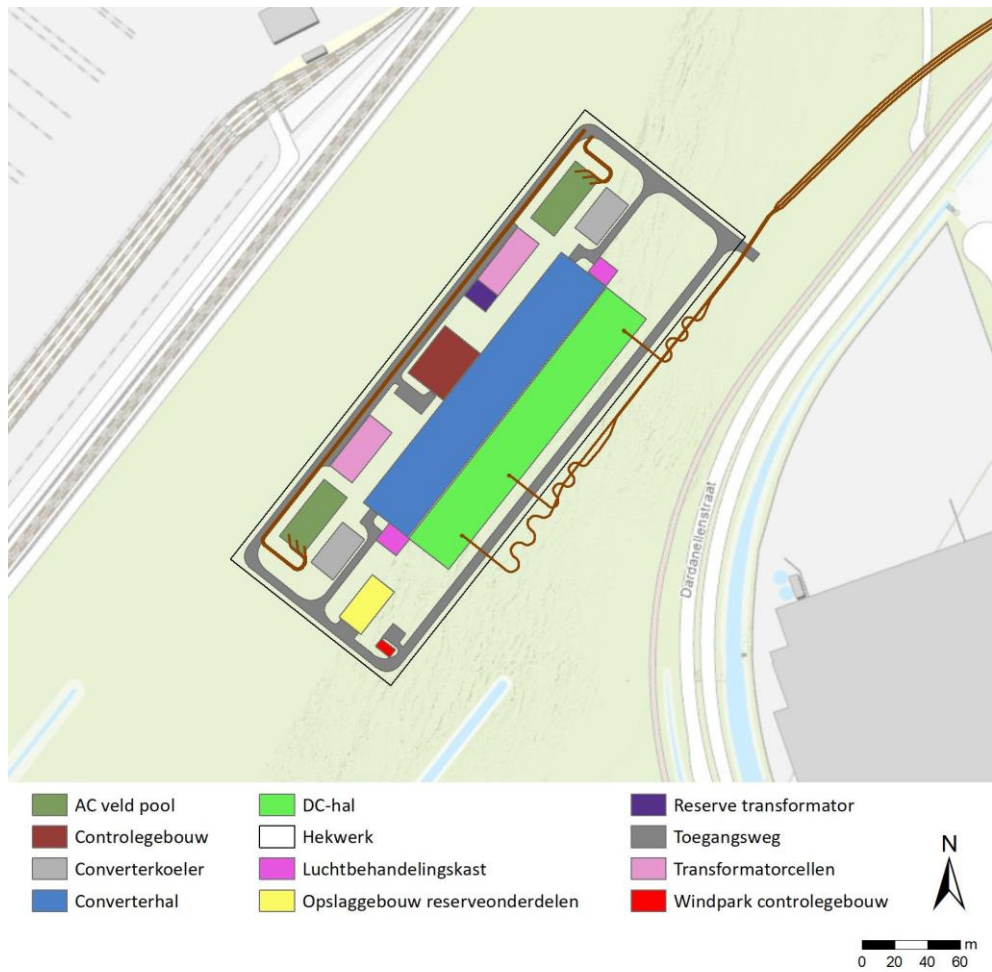 Dardanellenstraat
AC veld pool
Controlegebouw
Converterkoeler
Converterhal
DC-hal
Hekwerk
Luchtbehandelingskast
Opslaggebouw reserveonderdelen
Reserve transformator
Toegangsweg
Transformatorcellen
Windpark controlegebouw
N
m
0 20 40 60